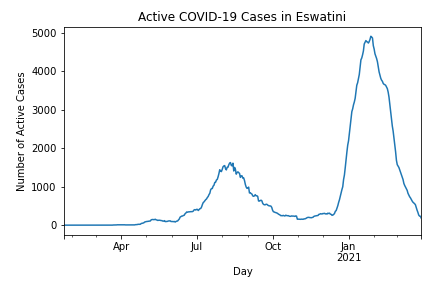 Active COVID-19 Cases in Eswatini
5000
4000
3000
2000
1000
0
Number of Active Cases
Apr
Jul
Oct
Jan
2021
Day